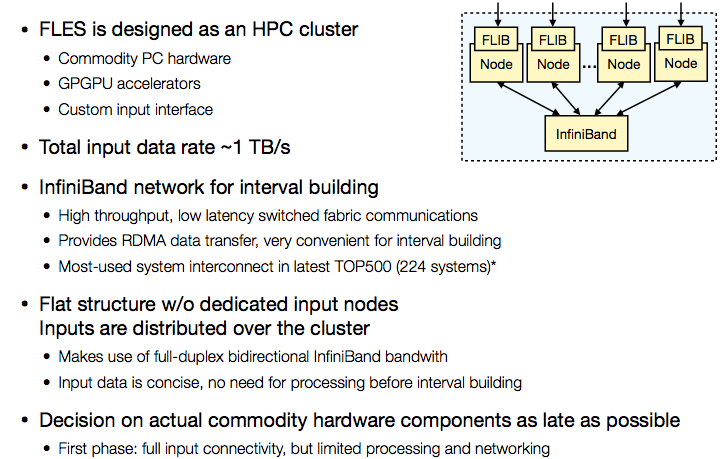 • FLES is designed as an HPC cluster
• Commodity PC hardware
• GPGPU accelerators
• Custom input interface
• Total input data rate ~1 TB/s
• InfiniBand network for interval building
• High throughput, low latency switched fabric communications
• Provides RDMA data transfer, very convenient for interval building
• Most-used system interconnect in latest TOP500 (224 systems)*
• Flat structure w/o dedicated input nodes
Inputs are distributed over the cluster
• Makes use of full-duplex bidirectional InfiniBand bandwith
• Input data is concise, no need for processing before interval building
• Decision on actual commodity hardware components as late as possible
• First phase: full input connectivity, but limited processing and networking
FLIB FLIB FLIB FLIB
Node Node ... Node Node
InfiniBand